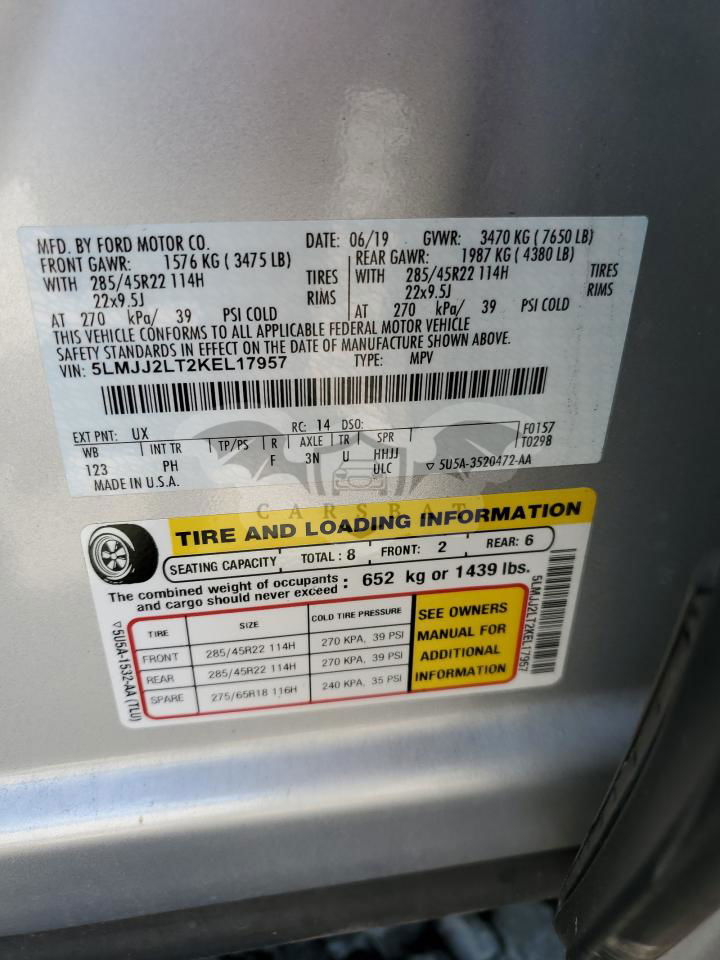 MFD. BY FORD MOTOR CO. DATE: 06/19 GVWR: 3470 KG ( 7650 LB)
FRONT GAWR: 1576 KG ( 3475 LB) REAR GAWR: 1987 KG ( 4380 LB)
WITH 285/45R22 114H TIRES WITH 285/45R22 114H TIRES
22x9.5J RIMS 22x9.5J RIMS
AT 270 kPa/ 39 PSI COLD AT 270 kPa/ 39 PSI COLD
THIS VEHICLE CONFORMS TO ALL APPLICABLE FEDERAL MOTOR VEHICLE
SAFETY STANDARDS IN EFFECT ON THE DATE OF MANUFACTURE SHOWN ABOVE.
VIN: 5LMJJ2LT2KEL17957 TYPE: MPV
EXT PNT: UX RC: 14 DSO: F0157
WB INT TR TP/PS R AXLE TR SPR T0298
123 PH F 3N U HHJJ
ULC ▽5U5A-3520472-AA
MADE IN U.S.A.
CARSBAT
TIRE AND LOADING INFORMATION
SEATING CAPACITY TOTAL : 8 FRONT: 2 REAR: 6
The combined weight of occupants and cargo should never exceed : 652 kg or 1439 lbs.
TIRE SIZE COLD TIRE PRESSURE
FRONT 285/45R22 114H 270 KPA, 39 PSI
REAR 285/45R22 114H 270 KPA, 39 PSI
SPARE 275/65R18 116H 240 KPA, 35 PSI
SEE OWNERS
MANUAL FOR
ADDITIONAL
INFORMATION
▽5U5A-1532-AA (TLU)
5LMJJ2LT2KEL17957